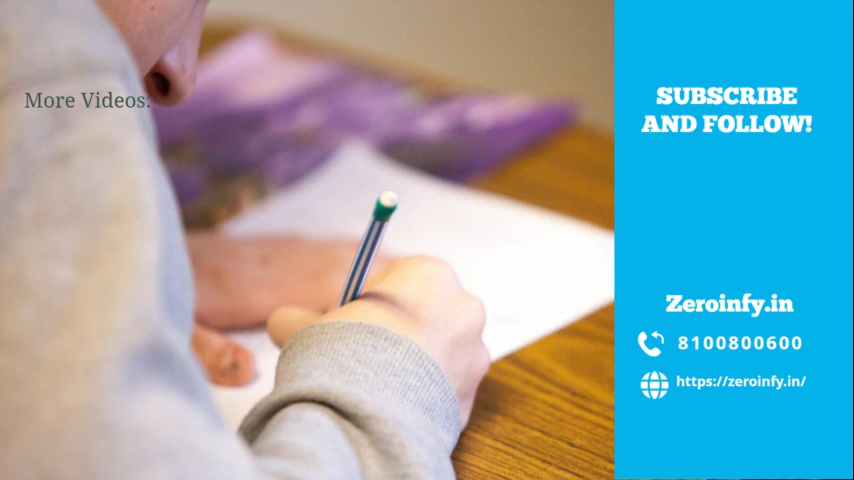 More Videos:
SUBSCRIBE
AND FOLLOW!
Zeroinfy.in
8100800600
https://zeroinfy.in/